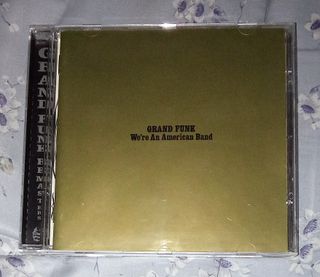 GRAND FUNK REMASTERS
GRAND FUNK
We're An American Band